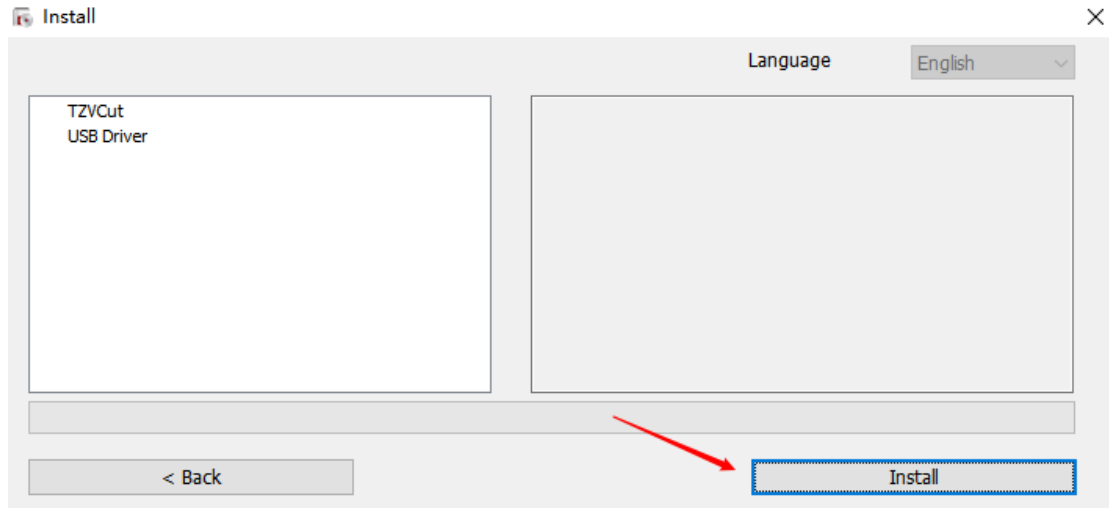 Install
Language English
TZVCut
USB Driver
< Back Install